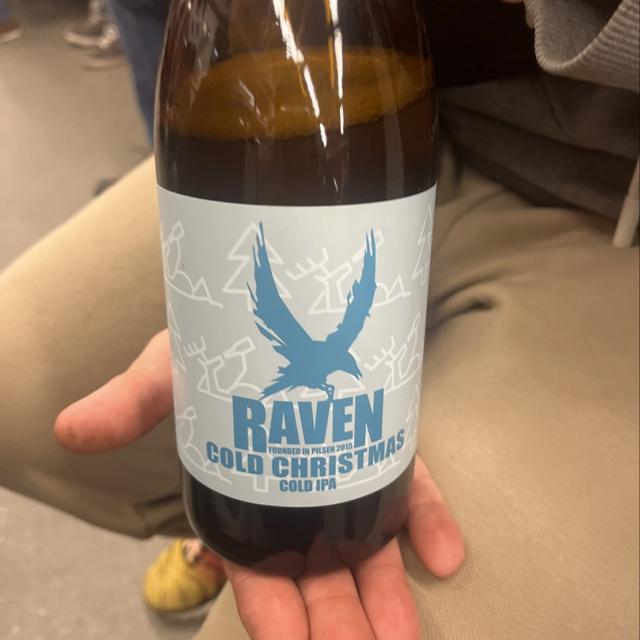 RAVEN
FOUNDED IN PILSEN 2015
COLD CHRISTMAS
COLD IPA